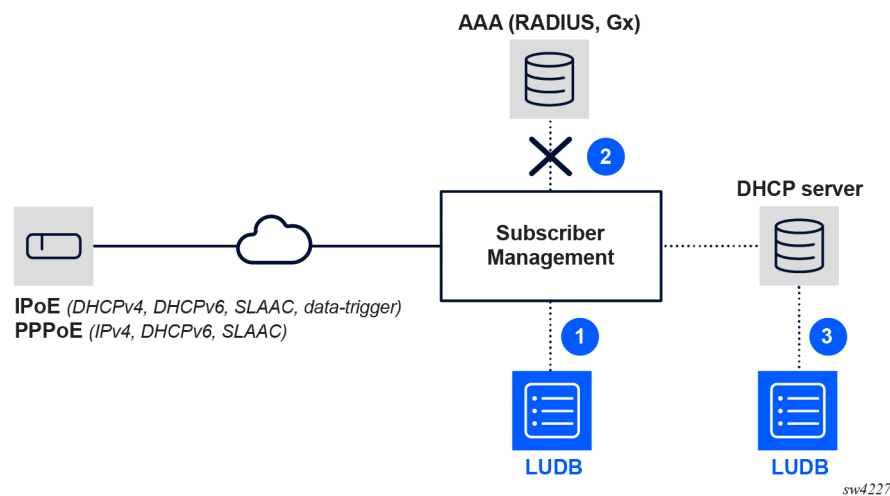 AAA (RADIUS, Gx)
2
DHCP server
Subscriber
Management
IPoE (DHCPv4, DHCPv6, SLAAC, data-trigger)
PPPoE (IPv4, DHCPv6, SLAAC)
1
3
LUDB
LUDB
sw4227